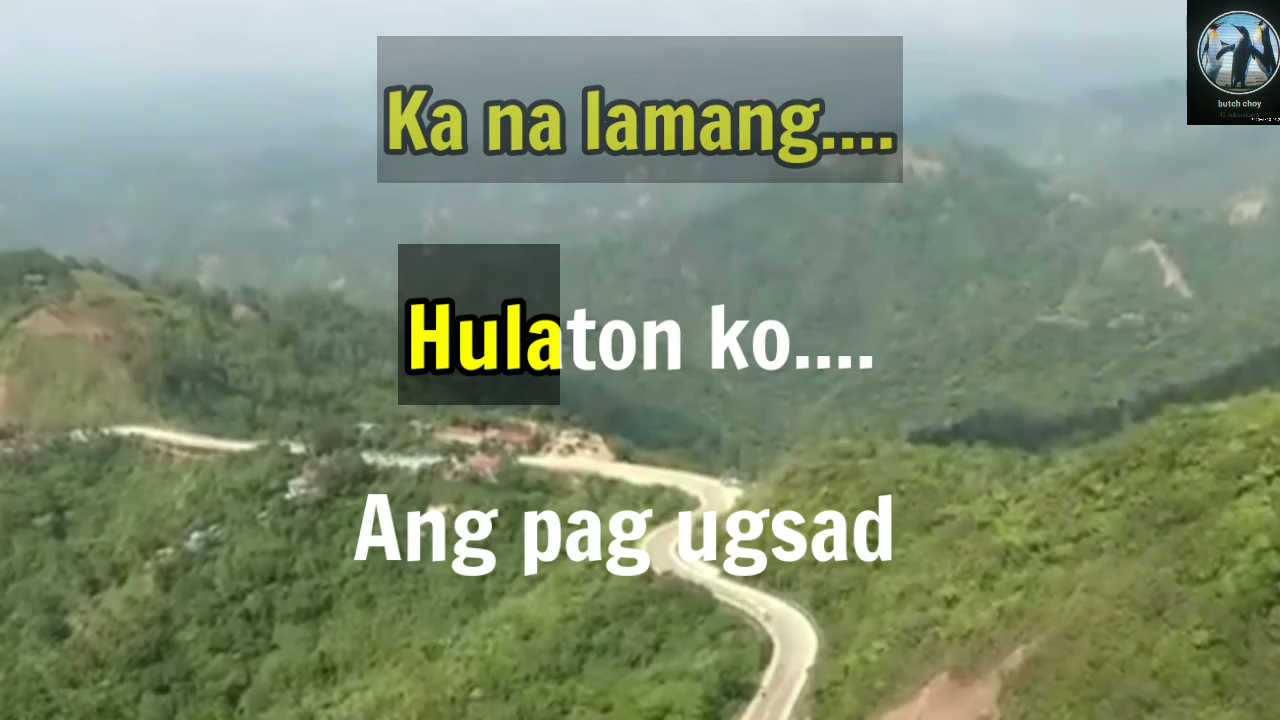 Ka na lamang....
Hulaton ko....
Ang pag ugsad
butch choy